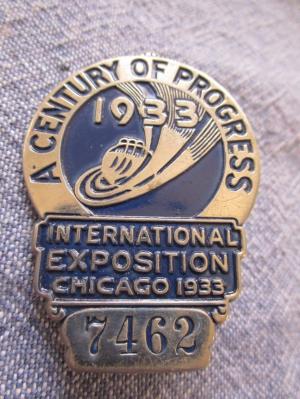 A CENTURY OF PROGRESS
1933
INTERNATIONAL
EXPOSITION
CHICAGO 1933
7462